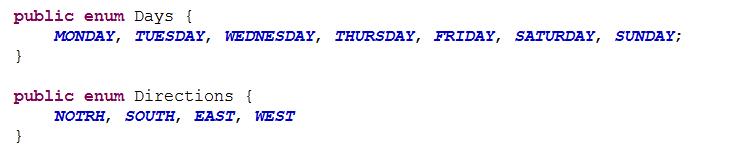 public enum Days {
    MONDAY, TUESDAY, WEDNESDAY, THURSDAY, FRIDAY, SATURDAY, SUNDAY;
}
public enum Directions {
    NOTRH, SOUTH, EAST, WEST
}